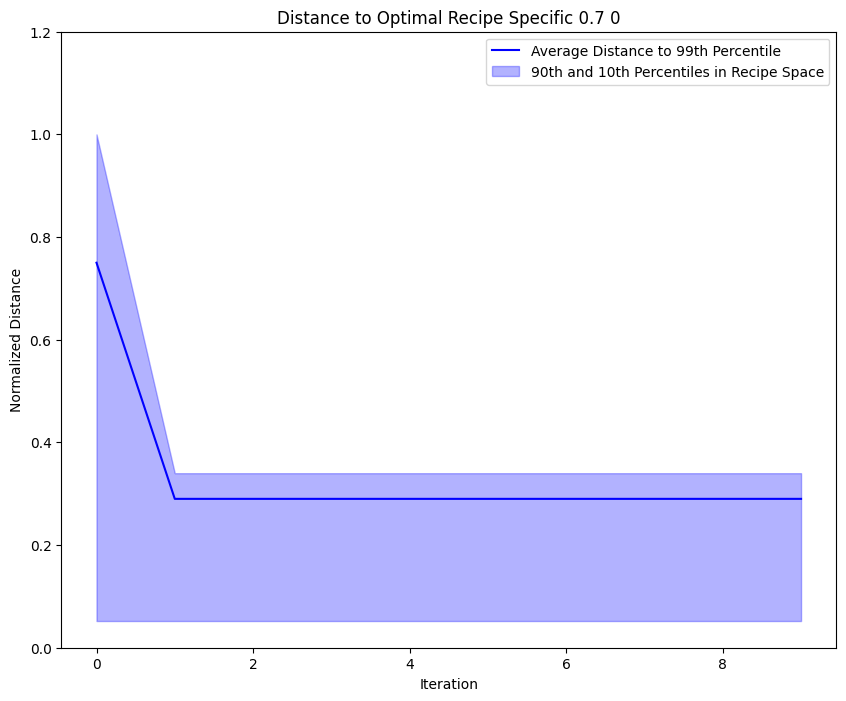 Distance to Optimal Recipe Specific 0.7 0
Average Distance to 99th Percentile
90th and 10th Percentiles in Recipe Space
Normalized Distance
1.2
1.0
0.8
0.6
0.4
0.2
0.0
0 2 4 6 8
Iteration